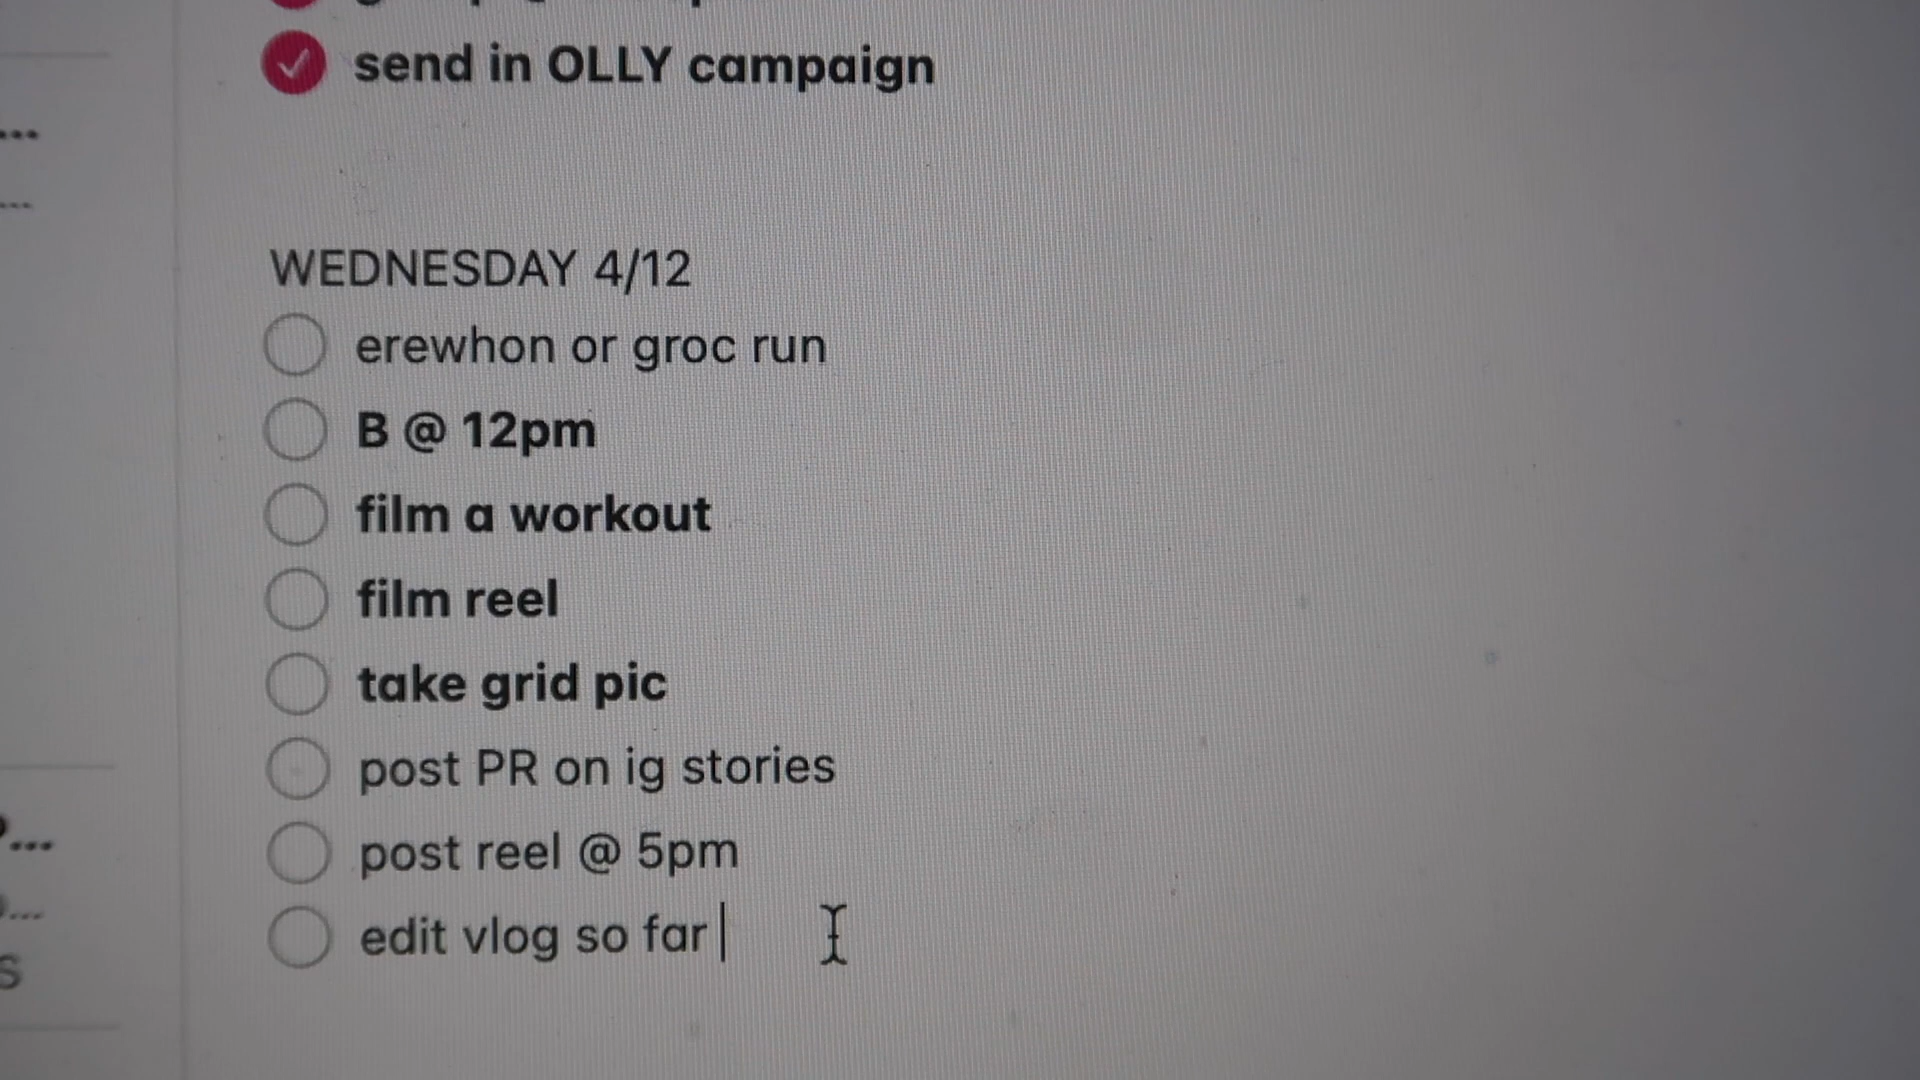 send in OLLY campaign
WEDNESDAY 4/12
erewhon or groc run
B @ 12pm
film a workout
film reel
take grid pic
post PR on ig stories
post reel @ 5pm
edit vlog so far